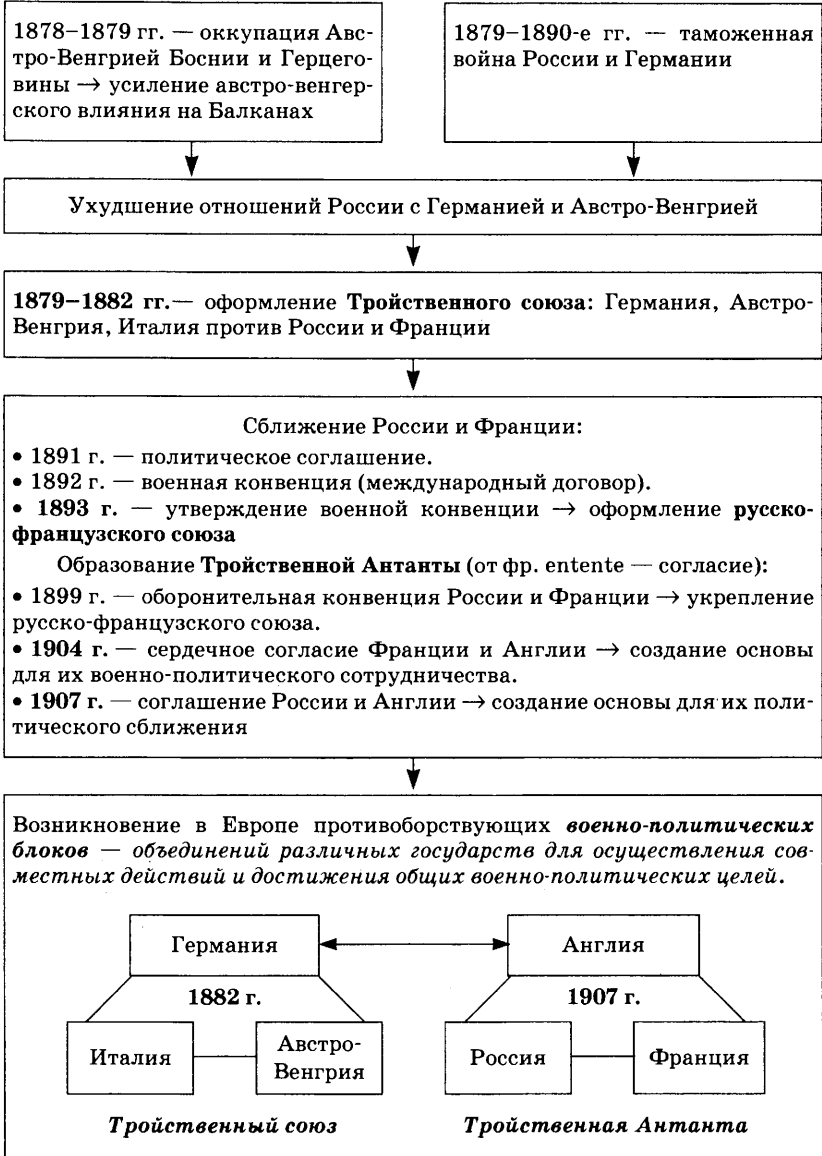 1878–1879 гг. — оккупация Авс-
тро-Венгрией Боснии и Герцего-
вины → усиление австро-венгер-
ского влияния на Балканах
1879–1890-е гг. — таможенная
война России и Германии
Ухудшение отношений России с Германией и Австро-Венгрией
1879–1882 гг.— оформление Тройственного союза: Германия, Австро-
Венгрия, Италия против России и Франции
Сближение России и Франции:
• 1891 г. — политическое соглашение.
• 1892 г. — военная конвенция (международный договор).
• 1893 г. — утверждение военной конвенции → оформление русско-
французского союза
Образование Тройственной Антанты (от фр. entente — согласие):
• 1899 г. — оборонительная конвенция России и Франции → укрепление
русско-французского союза.
• 1904 г. — сердечное согласие Франции и Англии → создание основы
для их военно-политического сотрудничества.
• 1907 г. — соглашение России и Англии → создание основы для их поли-
тического сближения
Возникновение в Европе противоборствующих военно-политических
блоков — объединений различных государств для осуществления сов-
местных действий и достижения общих военно-политических целей.
Германия
Англия
1882 г.
1907 г.
Италия
Австро-
Венгрия
Россия
Франция
Тройственный союз
Тройственная Антанта